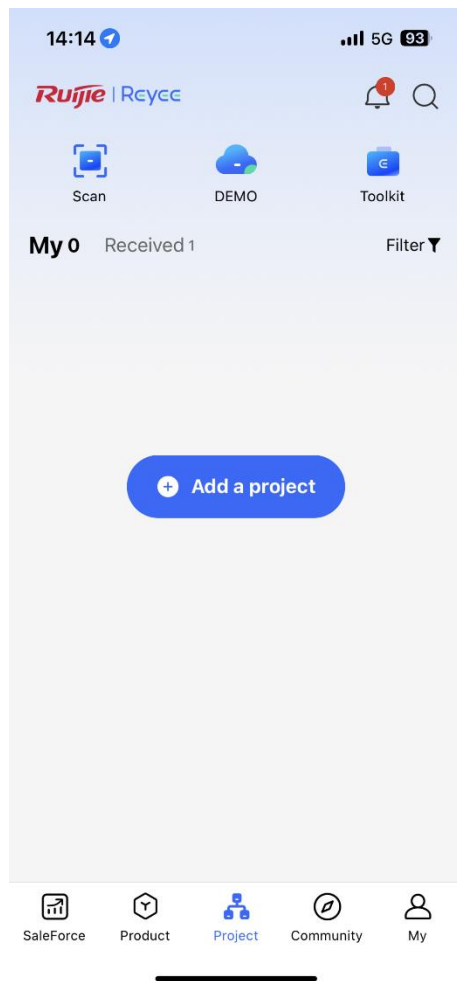 14:14 5G 93
Ruijie | Reyee 1
Scan DEMO Toolkit
My 0 Received 1 Filter
Add a project
SaleForce Product Project Community My